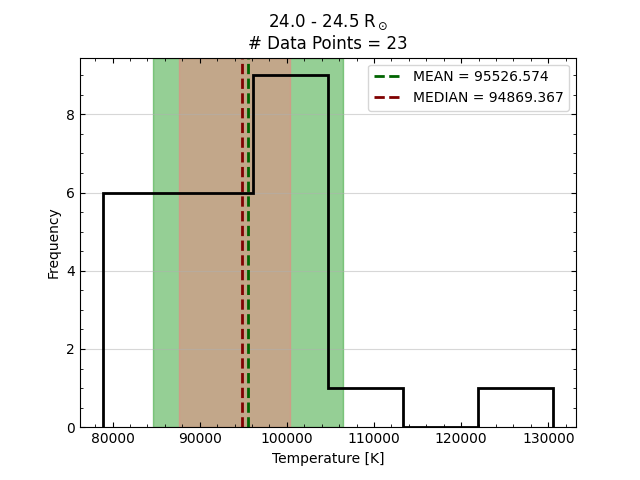 24.0 - 24.5 R⊙
# Data Points = 23
MEAN = 95526.574
MEDIAN = 94869.367
Frequency
8
6
4
2
0
80000 90000 100000 110000 120000 130000
Temperature [K]